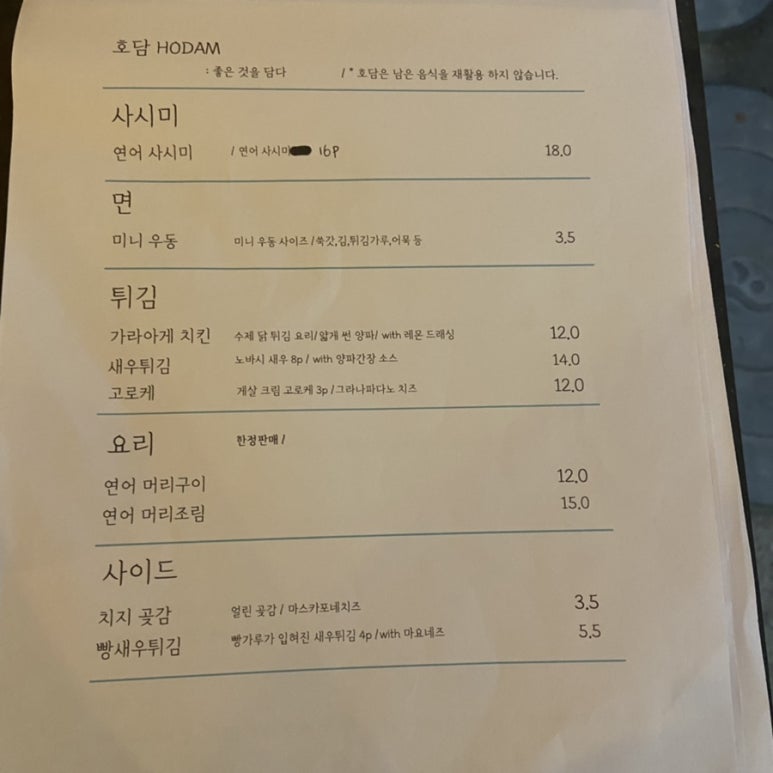 호담 HODAM
: 좋은 것을 담다 / * 호담은 남은 음식을 재활용 하지 않습니다.
사시미
연어 사시미 / 연어 사시미 16P 18.0
면
미니 우동 미니 우동 사이즈 / 쑥갓,김,튀김가루,어묵 등 3.5
튀김
가라아게 치킨 수제 닭 튀김 요리/ 얇게 썬 양파/ with 레몬 드래싱 12.0
새우튀김 노바시 새우 8p / with 양파간장 소스 14.0
고로케 게살 크림 고로케 3p / 그라나파다노 치즈 12.0
요리 한정판매 /
연어 머리구이 12.0
연어 머리조림 15.0
사이드
치지 곶감 얼린 곶감 / 마스카포네치즈 3.5
빵새우튀김 빵가루가 입혀진 새우튀김 4p / with 마요네즈 5.5